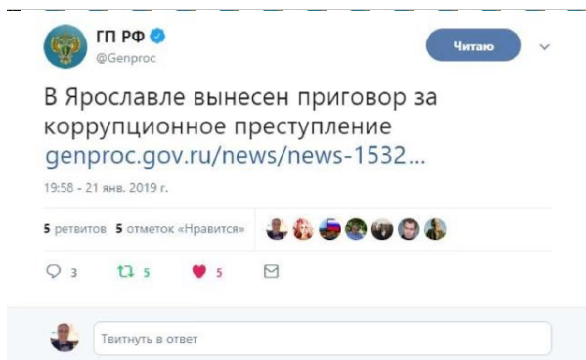 ГП РФ
@Genproc
Читаю
В Ярославле вынесен приговор за
коррупционное преступление
genproc.gov.ru/news/news-1532...
19:58 - 21 янв. 2019 г.
5 ретвитов 5 отметок «Нравится»
3 5 5
Твитнуть в ответ